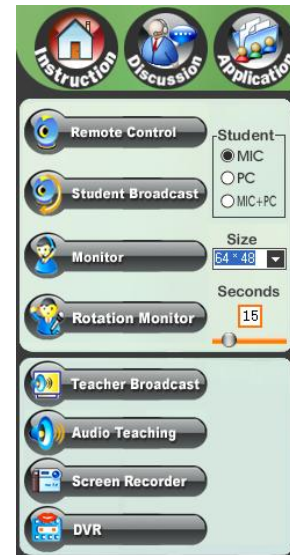 Instruction
Discussion
Application
Remote Control
Student
MIC
PC
MIC+PC
Student Broadcast
Monitor
Size
64 * 48
Rotation Monitor
Seconds
15
Teacher Broadcast
Audio Teaching
Screen Recorder
DVR